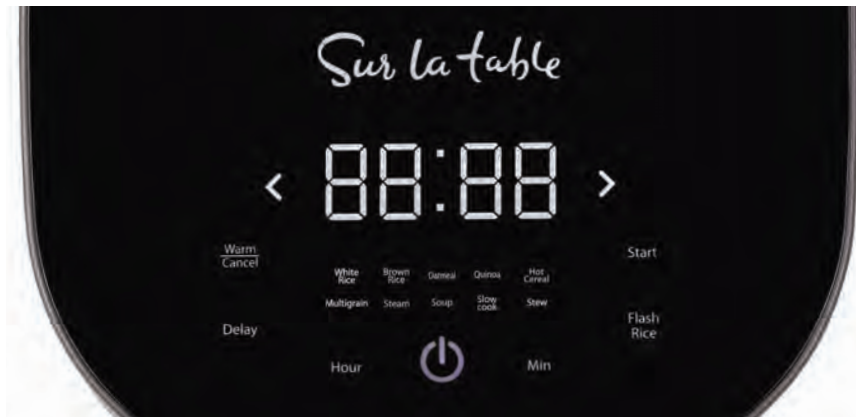 Sur la table
< 88:88 >
Warm
Cancel
Start
White Rice
Brown Rice
Oatmeal
Quinoa
Hot Cereal
Multigrain
Steam
Soup
Slow cook
Stew
Delay
Flash
Rice
Hour
Min